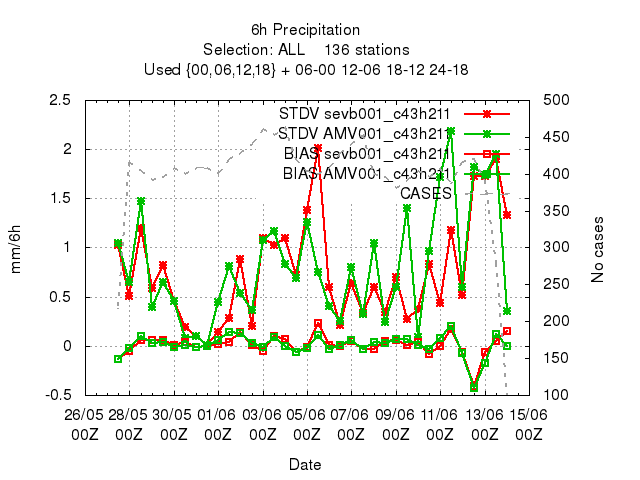 6h Precipitation
Selection: ALL 136 stations
Used {00,06,12,18} + 06-00 12-06 18-12 24-18
STDV sevb001_c43h211
STDV AMV001_c43h211
BIAS sevb001_c43h211
BIAS AMV001_c43h211
CASES
mm/6h
2.5
2
1.5
1
0.5
0
-0.5
No cases
500
450
400
350
300
250
200
150
100
26/05 28/05 30/05 01/06 03/06 05/06 07/06 09/06 11/06 13/06 15/06
00Z 00Z 00Z 00Z 00Z 00Z 00Z 00Z 00Z 00Z 00Z
Date